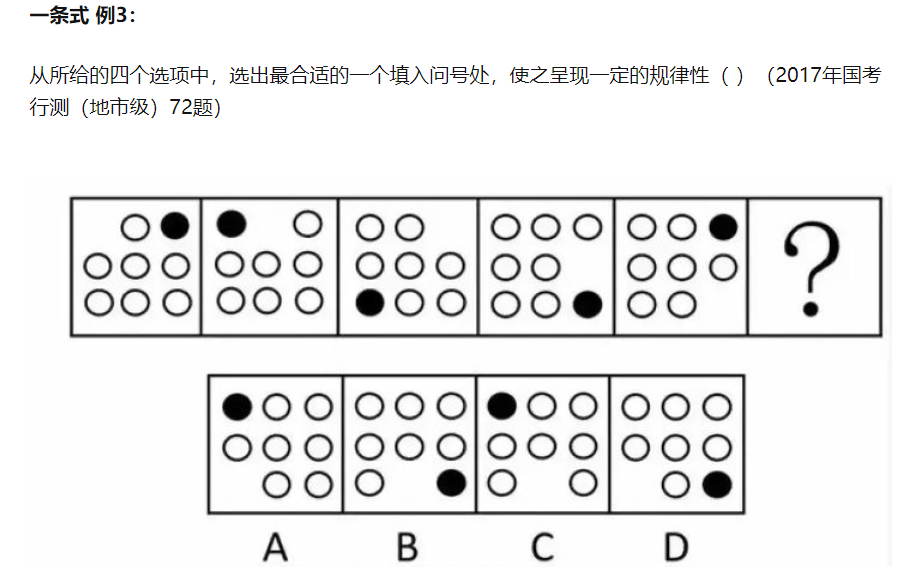 一条式 例3：
从所给的四个选项中，选出最合适的一个填入问号处，使之呈现一定的规律性（ ）（2017年国考
行测（地市级）72题）
?
A B C D